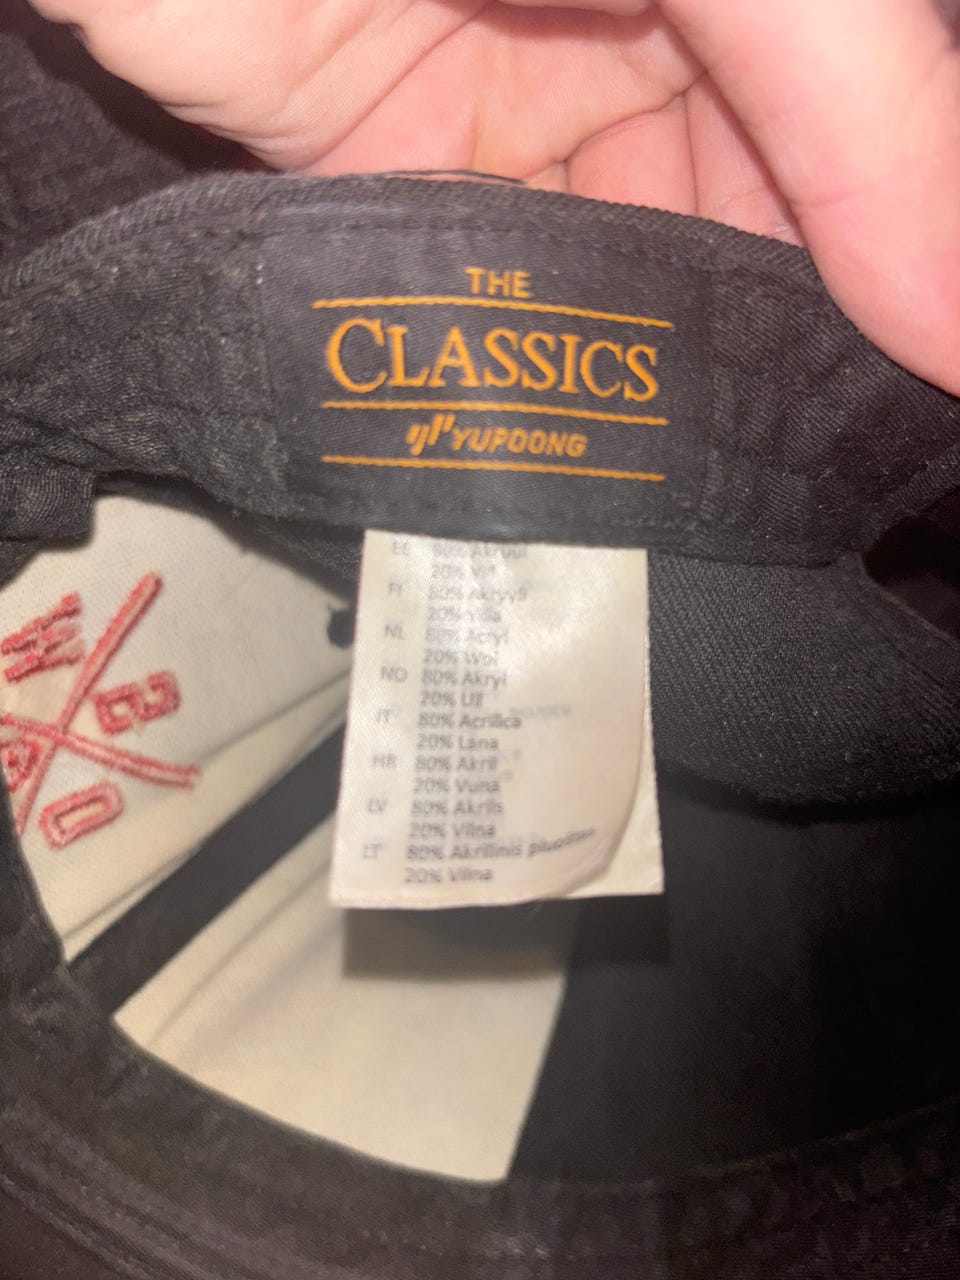 THE
CLASSICS
YUPOONG
EE 80% Akrüül
20% Vill
FI 80% Akryyli
20% Villa
NL 80% Acryl
20% Wol
NO 80% Akryl
20% Ull
IT 80% Acrilica
20% Lana
HR 80% Akril
20% Vuna
LV 80% Akrils
20% Vilna
LT 80% Akrilinis pluoštas
20% Vilna
W
B
O